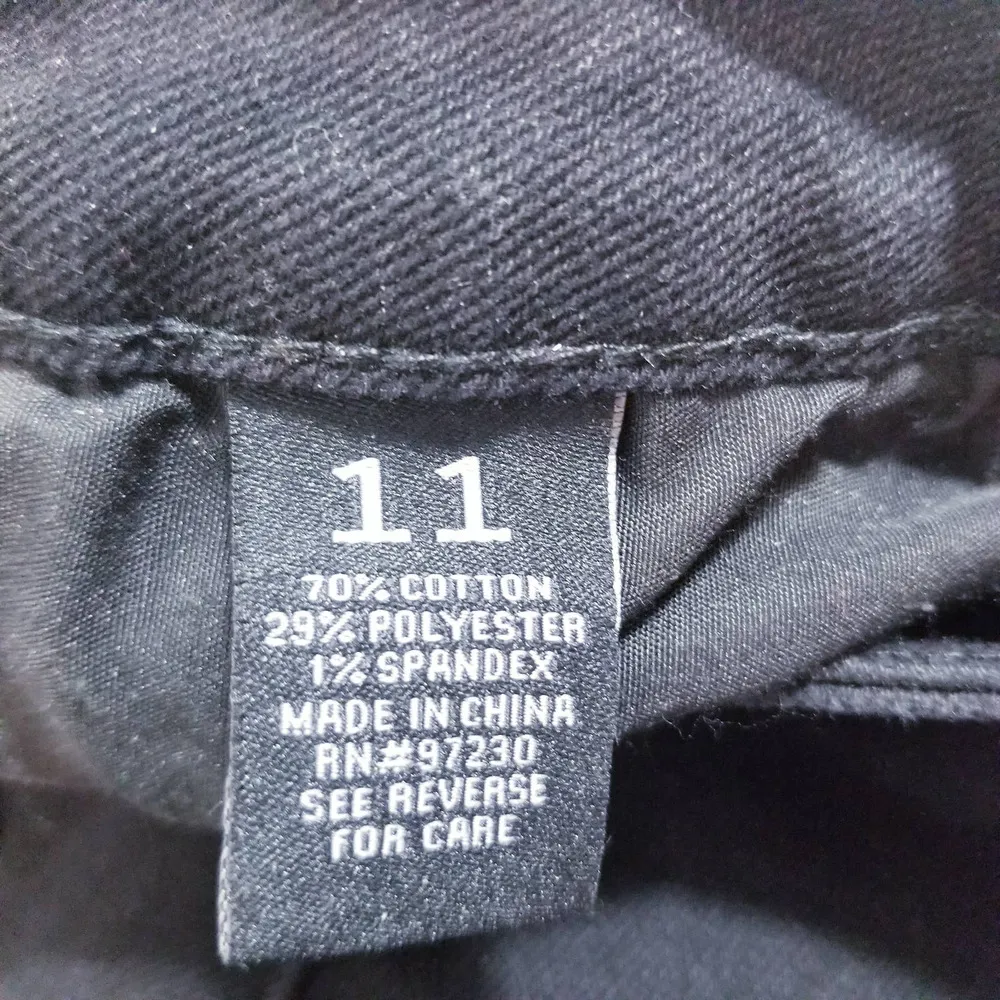 11
70% COTTON
29% POLYESTER
1% SPANDEX
MADE IN CHINA
RN#97230
SEE REVERSE
FOR CARE